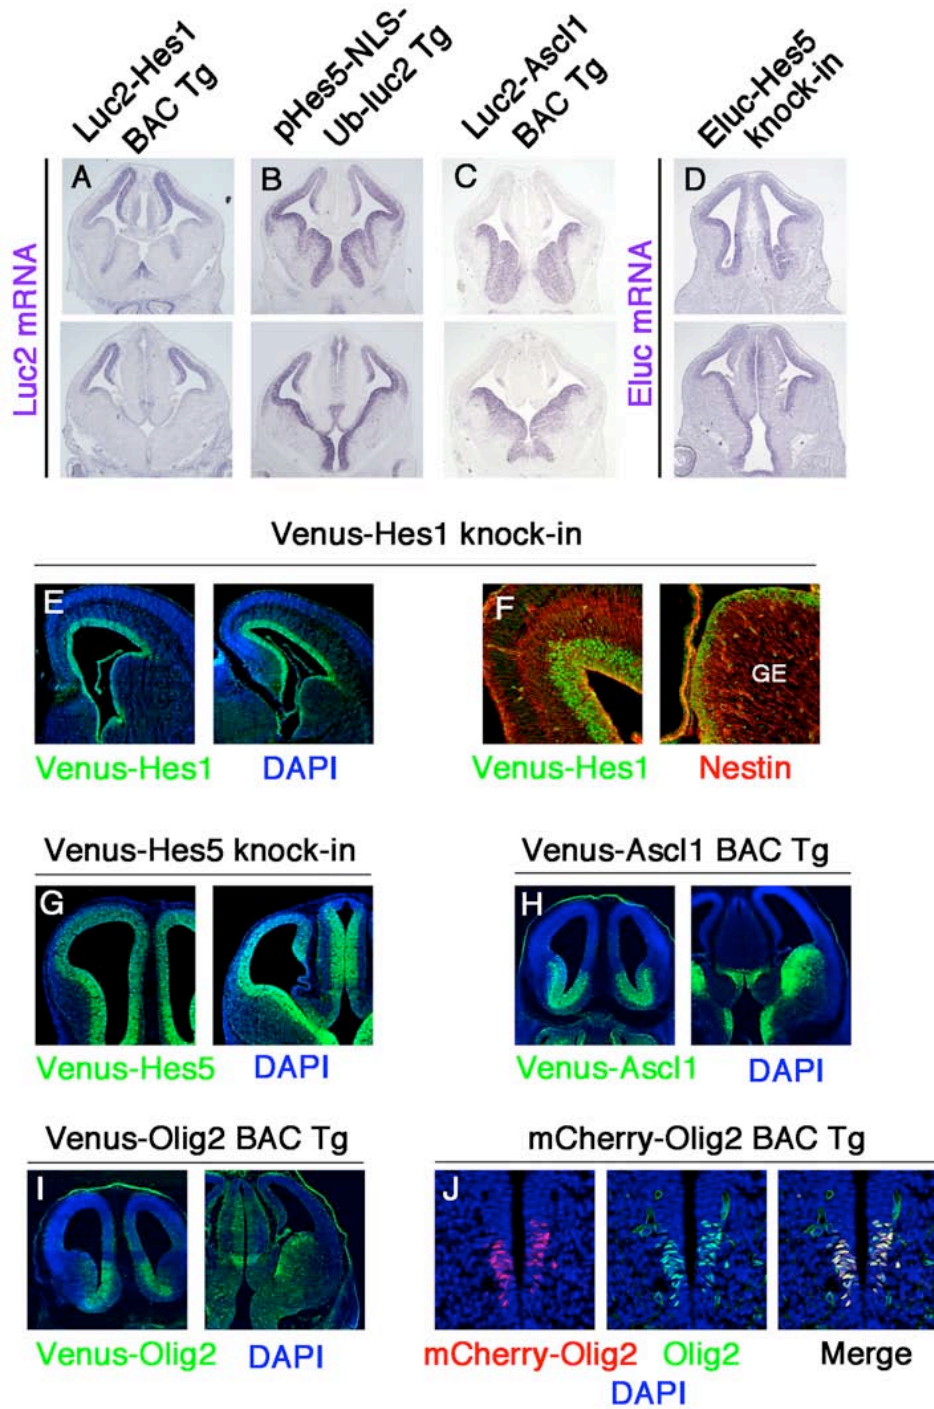 Luc2-Hes1
BAC Tg
pHes5-NLS-
Ub-luc2 Tg
Luc2-Ascl1
BAC Tg
Eluc-Hes5
knock-in
Luc2 mRNA
A
B
C
Eluc mRNA
D
Venus-Hes1 knock-in
E
F
GE
Venus-Hes1
DAPI
Venus-Hes1
Nestin
Venus-Hes5 knock-in
Venus-Ascl1 BAC Tg
G
H
Venus-Hes5
DAPI
Venus-Ascl1
DAPI
Venus-Olig2 BAC Tg
mCherry-Olig2 BAC Tg
I
J
Venus-Olig2
DAPI
mCherry-Olig2
Olig2
Merge
DAPI